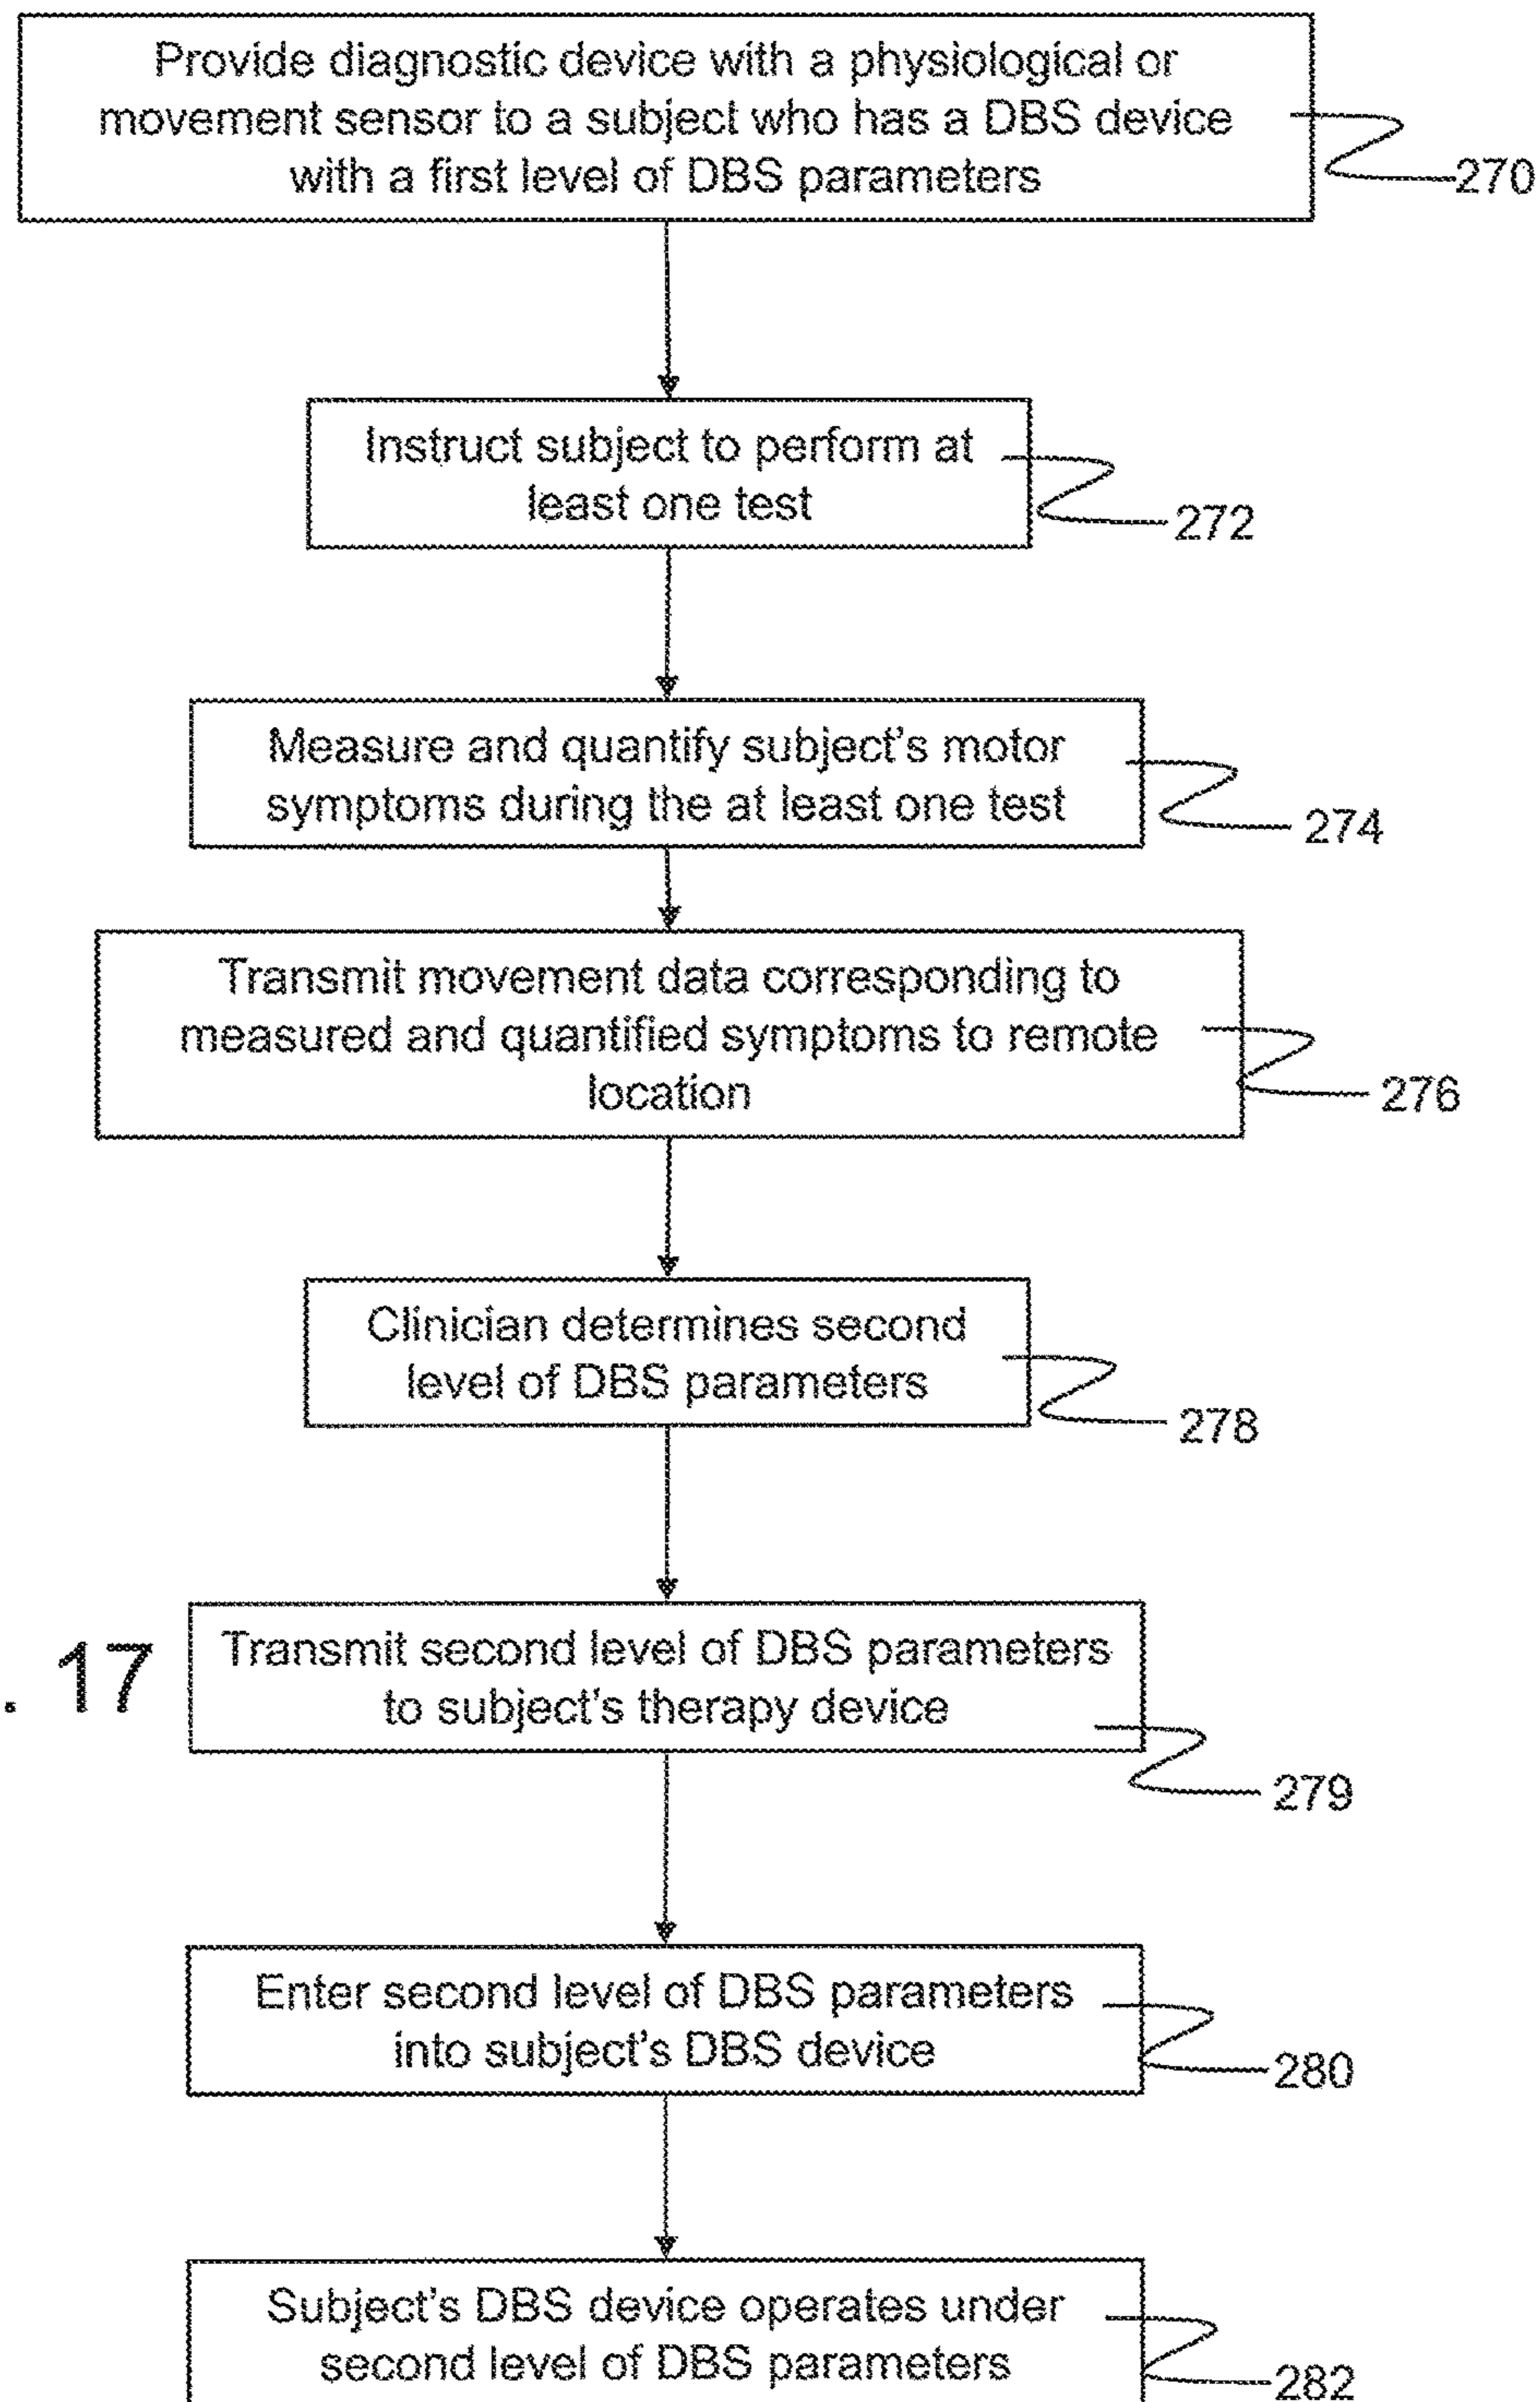 Provide diagnostic device with a physiological or
movement sensor to a subject who has a DBS device
with a first level of DBS parameters
270
Instruct subject to perform at
least one test
272
Measure and quantify subject's motor
symptoms during the at least one test
274
Transmit movement data corresponding to
measured and quantified symptoms to remote
location
276
Clinician determines second
level of DBS parameters
278
. 17
Transmit second level of DBS parameters
to subject's therapy device
279
Enter second level of DBS parameters
into subject's DBS device
280
Subject's DBS device operates under
second level of DBS parameters
282